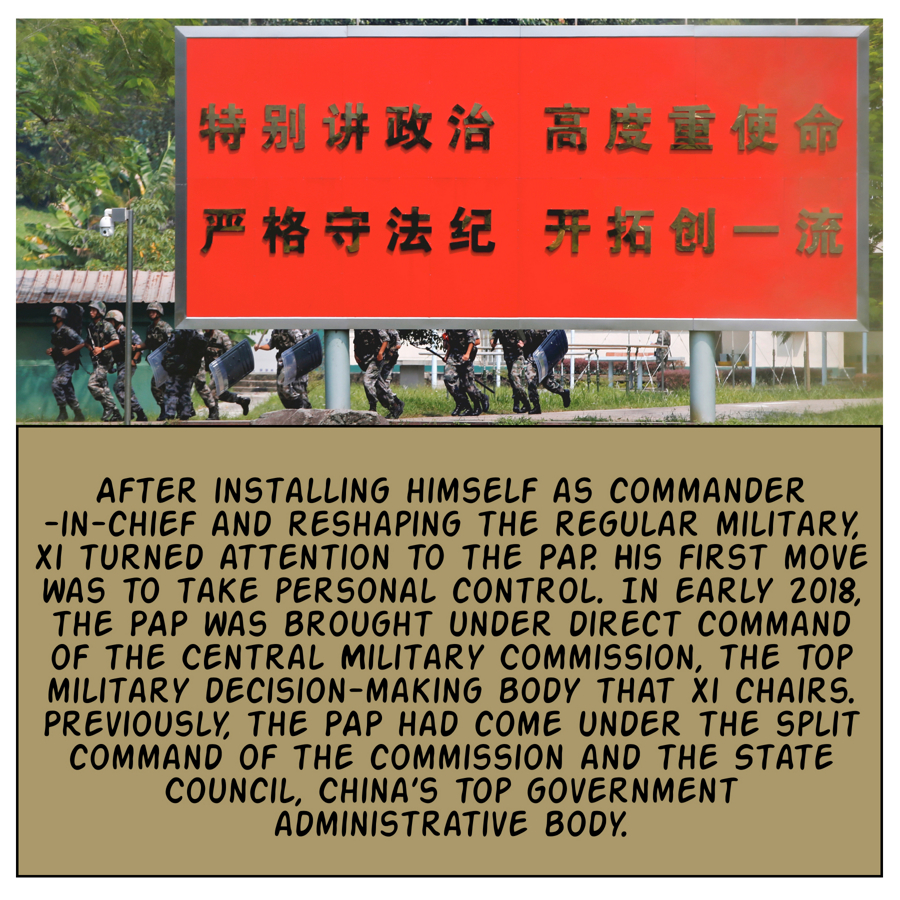 特别讲政治 高度重使命
严格守法纪 开拓创一流
AFTER INSTALLING HIMSELF AS COMMANDER
-IN-CHIEF AND RESHAPING THE REGULAR MILITARY,
XI TURNED ATTENTION TO THE PAP. HIS FIRST MOVE
WAS TO TAKE PERSONAL CONTROL. IN EARLY 2018,
THE PAP WAS BROUGHT UNDER DIRECT COMMAND
OF THE CENTRAL MILITARY COMMISSION, THE TOP
MILITARY DECISION-MAKING BODY THAT XI CHAIRS.
PREVIOUSLY, THE PAP HAD COME UNDER THE SPLIT
COMMAND OF THE COMMISSION AND THE STATE
COUNCIL, CHINA'S TOP GOVERNMENT
ADMINISTRATIVE BODY.